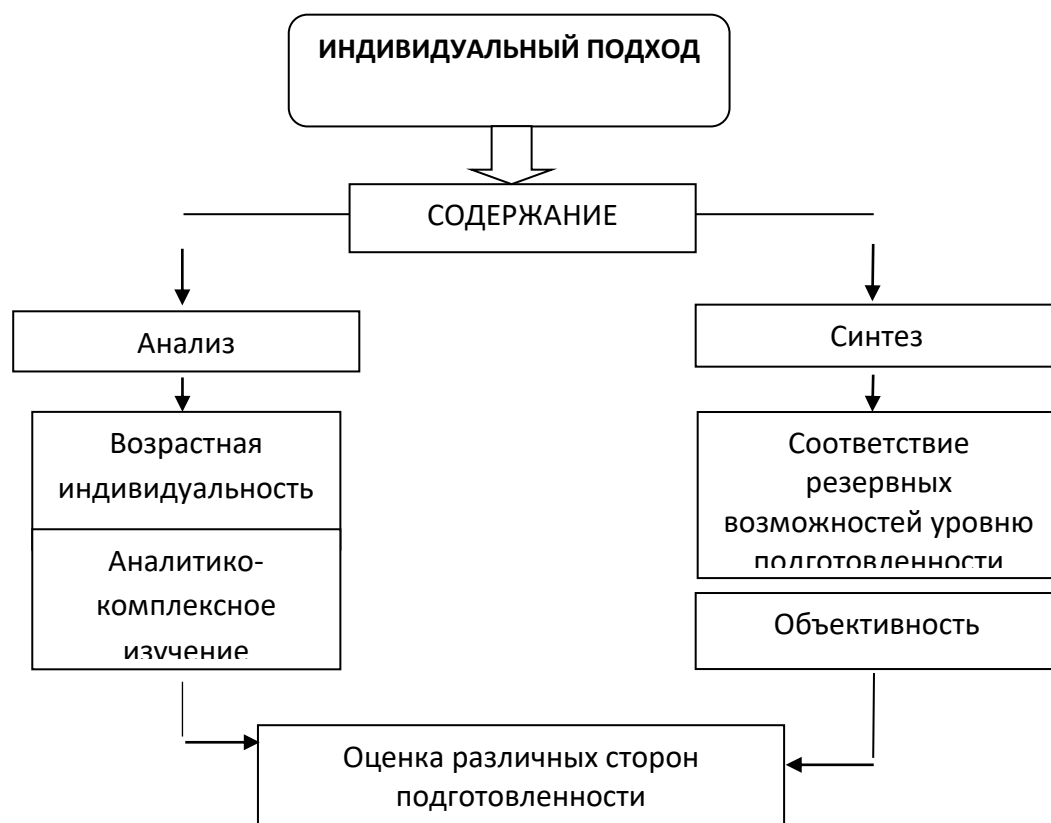 ИНДИВИДУАЛЬНЫЙ ПОДХОД
СОДЕРЖАНИЕ
Анализ
Синтез
Возрастная
индивидуальность
Аналитико-
комплексное
изучение
Соответствие
резервных
возможностей уровню
подготовленности
Объективность
Оценка различных сторон
подготовленности